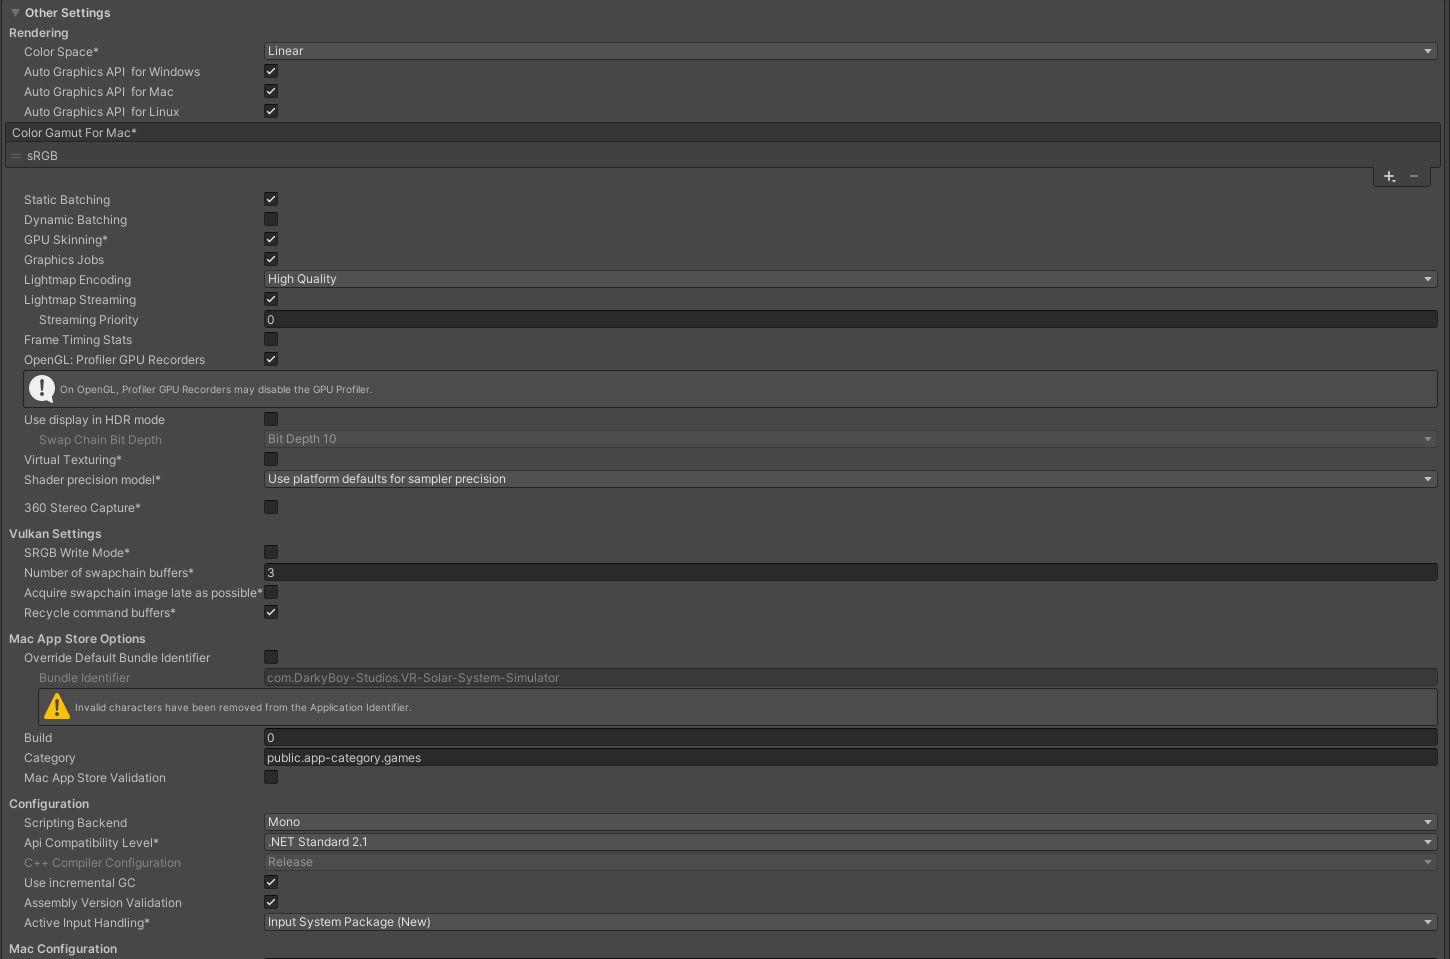 Other Settings
Rendering
Color Space* Linear
Auto Graphics API for Windows
Auto Graphics API for Mac
Auto Graphics API for Linux
Color Gamut For Mac*
sRGB
Static Batching
Dynamic Batching
GPU Skinning*
Graphics Jobs
Lightmap Encoding High Quality
Lightmap Streaming
Streaming Priority 0
Frame Timing Stats
OpenGL: Profiler GPU Recorders
On OpenGL, Profiler GPU Recorders may disable the GPU Profiler.
Use display in HDR mode
Swap Chain Bit Depth Bit Depth 10
Virtual Texturing*
Shader precision model* Use platform defaults for sampler precision
360 Stereo Capture*
Vulkan Settings
SRGB Write Mode*
Number of swapchain buffers* 3
Acquire swapchain image late as possible*
Recycle command buffers*
Mac App Store Options
Override Default Bundle Identifier
Bundle Identifier com.DarkyBoy-Studios.VR-Solar-System-Simulator
Invalid characters have been removed from the Application Identifier.
Build 0
Category public.app-category.games
Mac App Store Validation
Configuration
Scripting Backend Mono
Api Compatibility Level* .NET Standard 2.1
C++ Compiler Configuration Release
Use incremental GC
Assembly Version Validation
Active Input Handling* Input System Package (New)
Mac Configuration